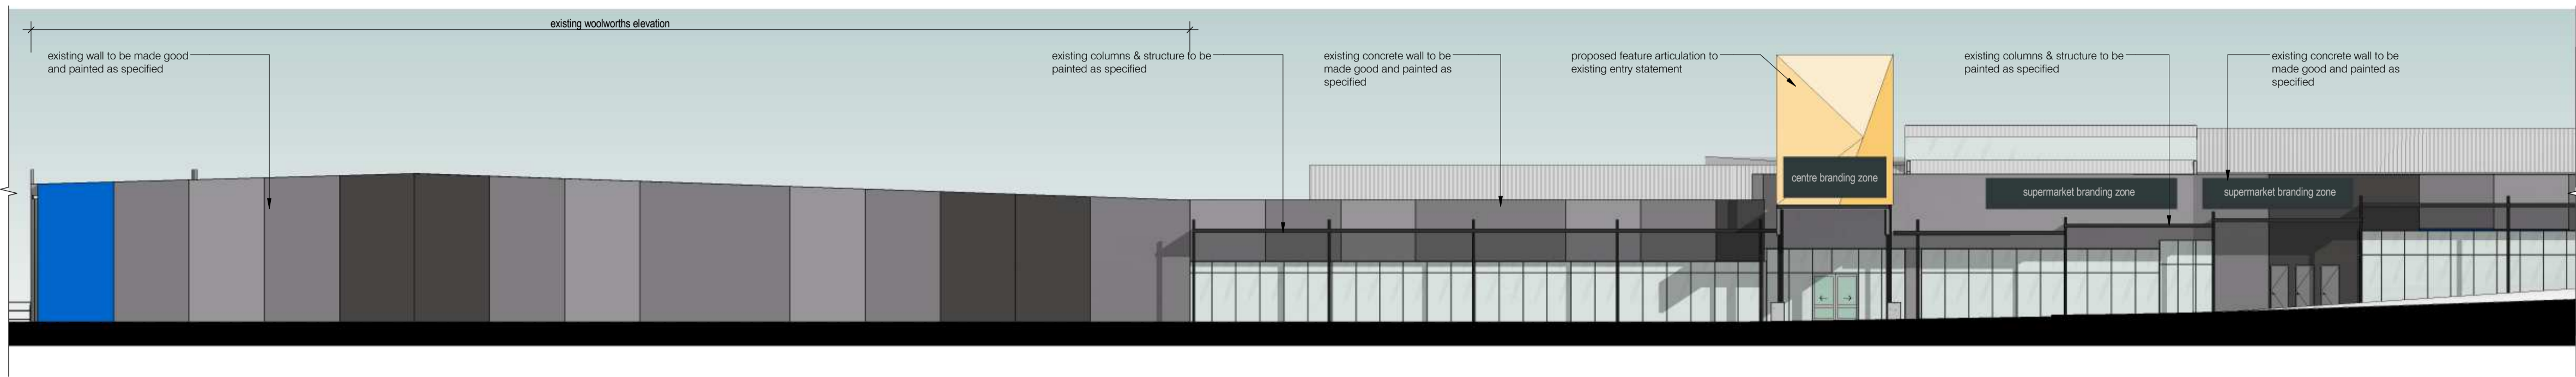 existing woolworths elevation
existing wall to be made good
and painted as specified
existing columns & structure to be
painted as specified
existing concrete wall to be
made good and painted as
specified
proposed feature articulation to
existing entry statement
existing columns & structure to be
painted as specified
existing concrete wall to be
made good and painted as
specified
centre branding zone
supermarket branding zone
supermarket branding zone